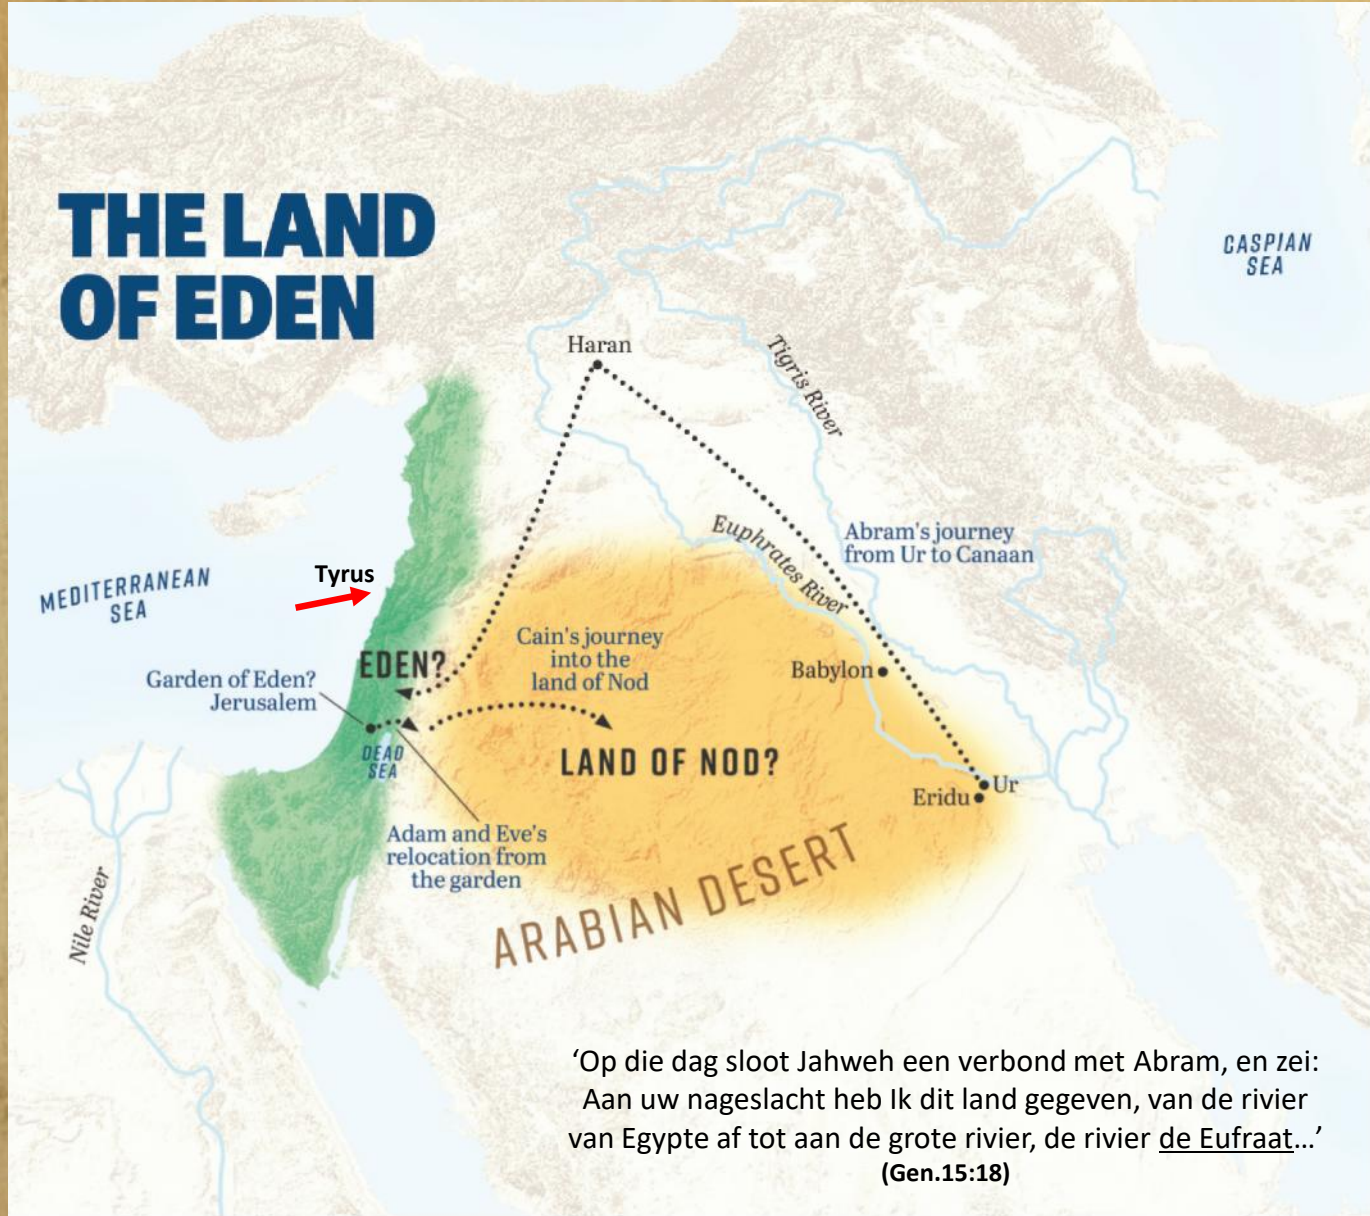 THE LAND
OF EDEN
CASPIAN
SEA
Haran
Tigris River
Euphrates River
Abram's journey
from Ur to Canaan
Tyrus
MEDITERRANEAN
SEA
EDEN?
Cain's journey
into the
land of Nod
Garden of Eden?
Jerusalem
Babylon
DEAD
SEA
LAND OF NOD?
Ur
Eridu
Adam and Eve's
relocation from
the garden
ARABIAN DESERT
Nile River
‘Op die dag sloot Jahweh een verbond met Abram, en zei:
Aan uw nageslacht heb Ik dit land gegeven, van de rivier
van Egypte af tot aan de grote rivier, de rivier de Eufraat…’
(Gen.15:18)